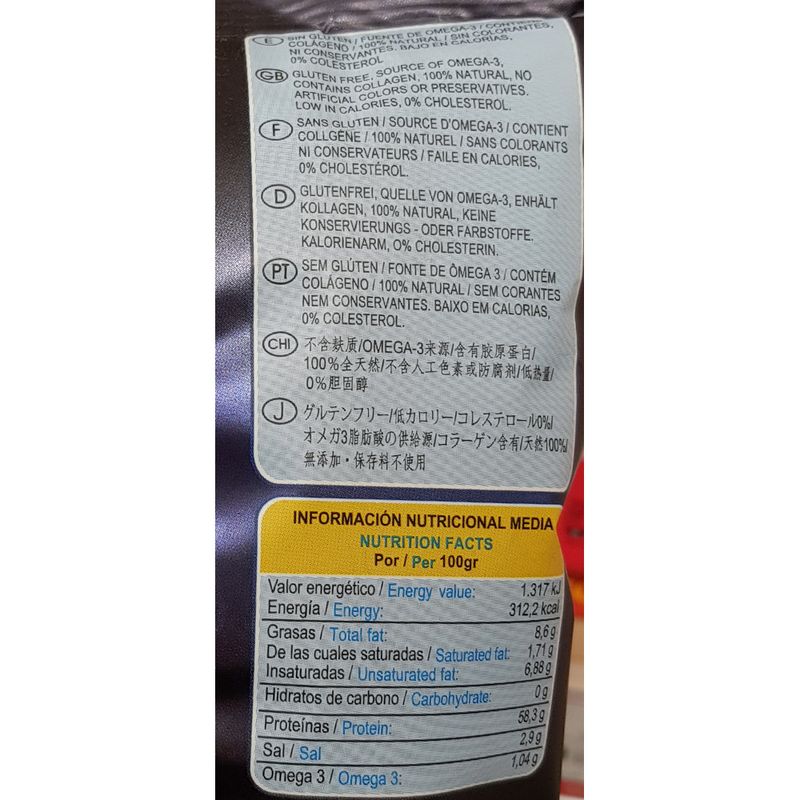 E SIN GLUTEN / FUENTE DE OMEGA-3 / CONTIENE
COLÁGENO / 100% NATURAL / SIN COLORANTES,
NI CONSERVANTES. BAJO EN CALORÍAS,
0% COLESTEROL
GB GLUTEN FREE, SOURCE OF OMEGA-3,
CONTAINS COLLAGEN, 100% NATURAL, NO
ARTIFICIAL COLORS OR PRESERVATIVES.
LOW IN CALORIES, 0% CHOLESTEROL.
F SANS GLUTEN / SOURCE D'OMEGA-3 / CONTIENT
COLLGÈNE / 100% NATUREL / SANS COLORANTS
NI CONSERVATEURS / FAILE EN CALORIES,
0% CHOLESTÉROL.
D GLUTENFREI, QUELLE VON OMEGA-3, ENHÄLT
KOLLAGEN, 100% NATURAL, KEINE
KONSERVIERUNGS - ODER FARBSTOFFE.
KALORIENARM, 0% CHOLESTERIN.
PT SEM GLÚTEN / FONTE DE ÔMEGA 3 / CONTÉM
COLÁGENO / 100% NATURAL / SEM CORANTES
NEM CONSERVANTES. BAIXO EM CALORIAS,
0% COLESTEROL.
CHI 不含麸质/OMEGA-3来源/含有胶原蛋白/
100%全天然/不含人工色素或防腐剂/低热量/
0%胆固醇
J グルテンフリー/低カロリー/コレステロール0%/
オメガ3脂肪酸の供給源/コラーゲン含有/天然100%/
無添加・保存料不使用
INFORMACIÓN NUTRICIONAL MEDIA
NUTRITION FACTS
Por / Per 100gr
Valor energético / Energy value: 1.317 kJ
Energía / Energy: 312,2 kcal
Grasas / Total fat: 8,6 g
De las cuales saturadas / Saturated fat: 1,71 g
Insaturadas / Unsaturated fat: 6,88 g
Hidratos de carbono / Carbohydrate: 0 g
Proteínas / Protein: 58,3 g
Sal / Sal 2,9 g
Omega 3 / Omega 3: 1,04 g